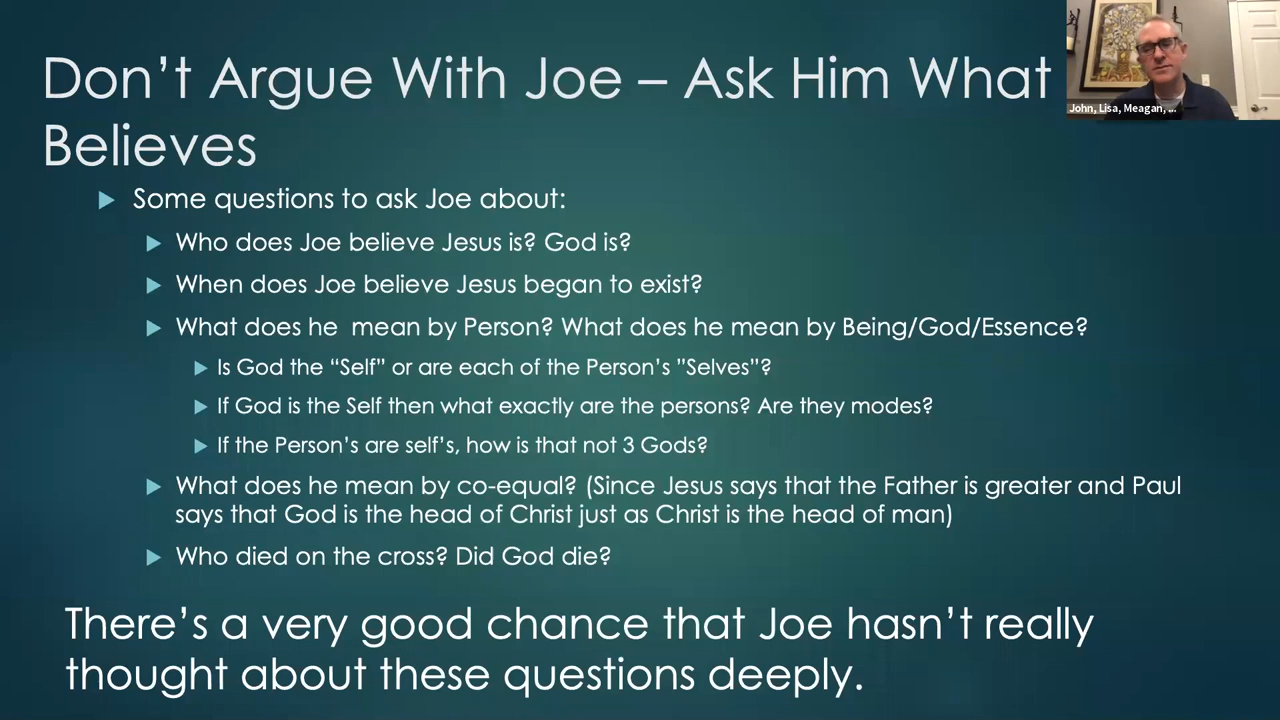 Don’t Argue With Joe – Ask Him What
Believes
Some questions to ask Joe about:
Who does Joe believe Jesus is? God is?
When does Joe believe Jesus began to exist?
What does he  mean by Person? What does he mean by Being/God/Essence?
Is God the “Self” or are each of the Person’s ”Selves”?
If God is the Self then what exactly are the persons? Are they modes?
If the Person’s are self’s, how is that not 3 Gods?
What does he mean by co-equal? (Since Jesus says that the Father is greater and Paul
says that God is the head of Christ just as Christ is the head of man)
Who died on the cross? Did God die?
There’s a very good chance that Joe hasn’t really
thought about these questions deeply.
John, Lisa, Meagan, ...